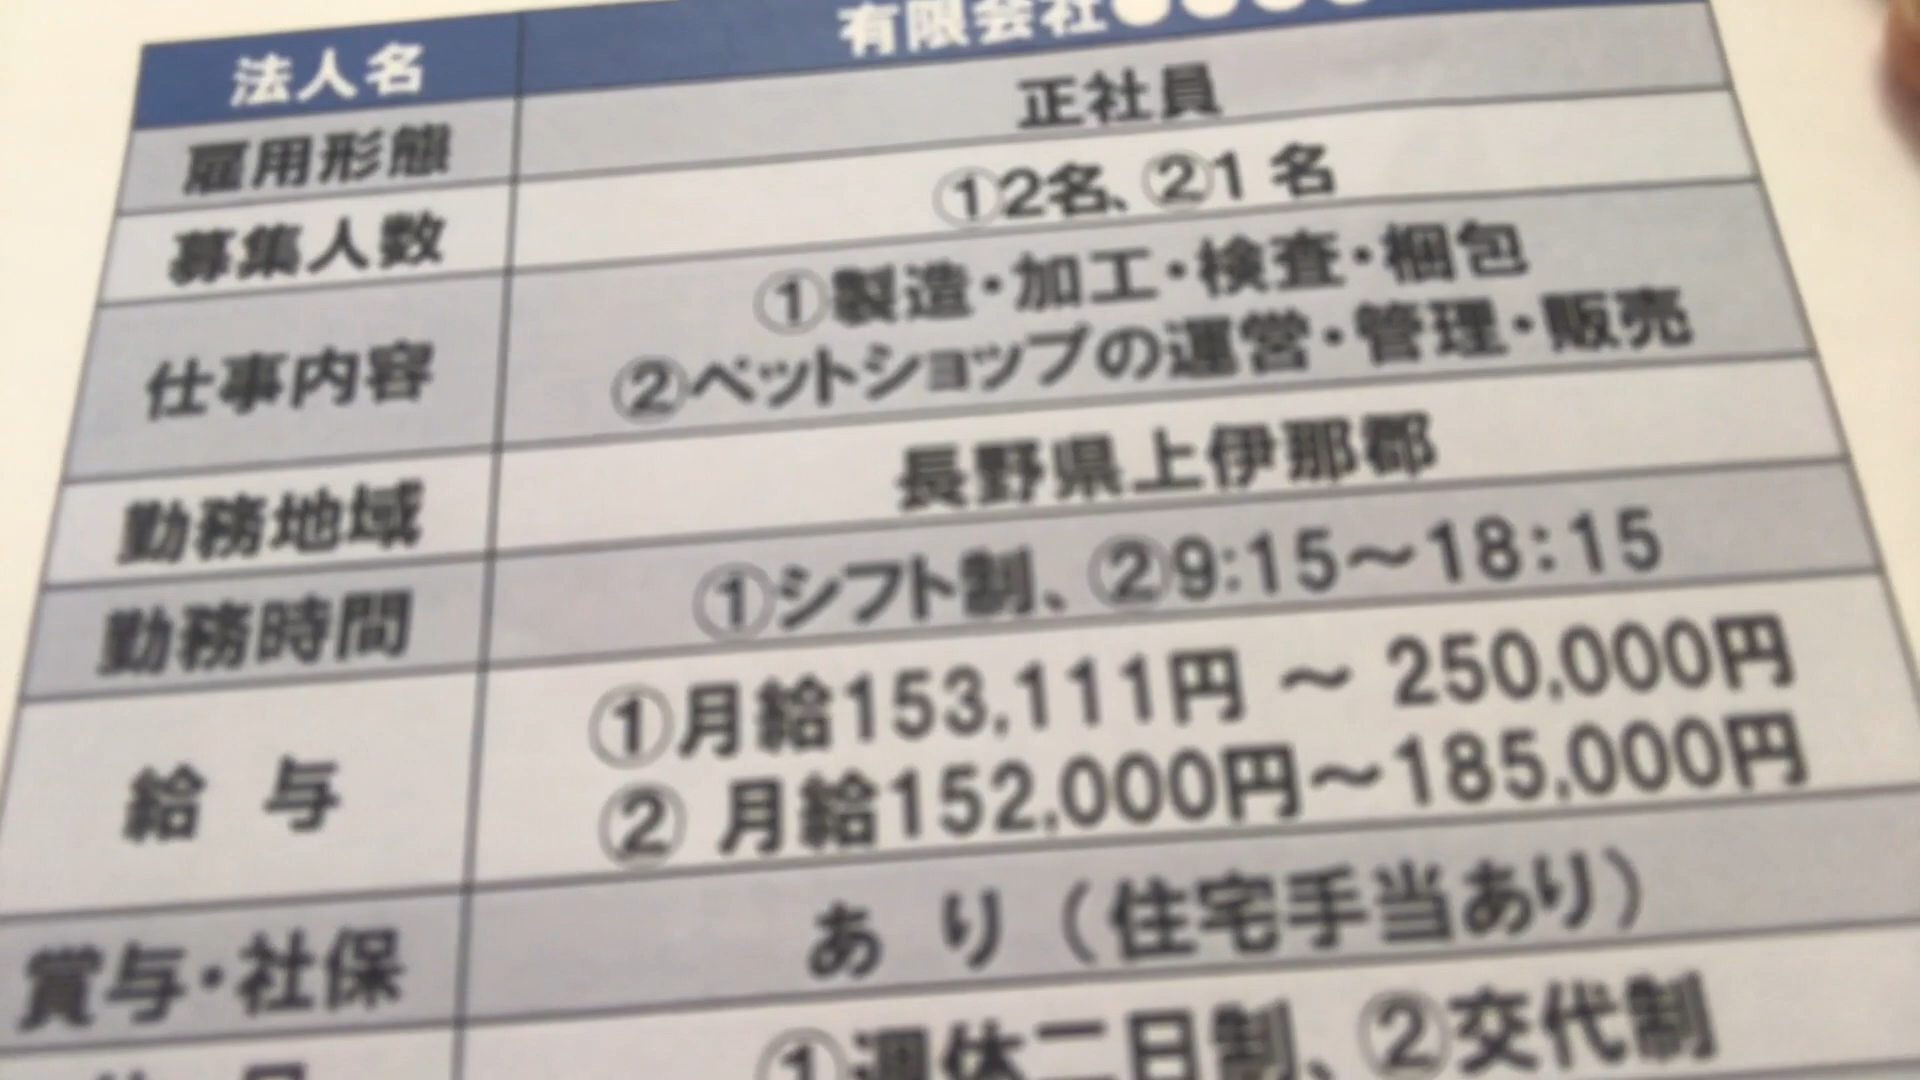 法人名 有限会社●●●●
雇用形態 正社員
募集人数 ①2名、②1名
仕事内容 ①製造・加工・検査・梱包
②ペットショップの運営・管理・販売
勤務地域 長野県上伊那郡
勤務時間 ①シフト制、②9:15～18:15
給与 ①月給153,111円 ～ 250,000円
② 月給152,000円～185,000円
賞与・社保 あり（住宅手当あり）
①週休二日制、②交代制